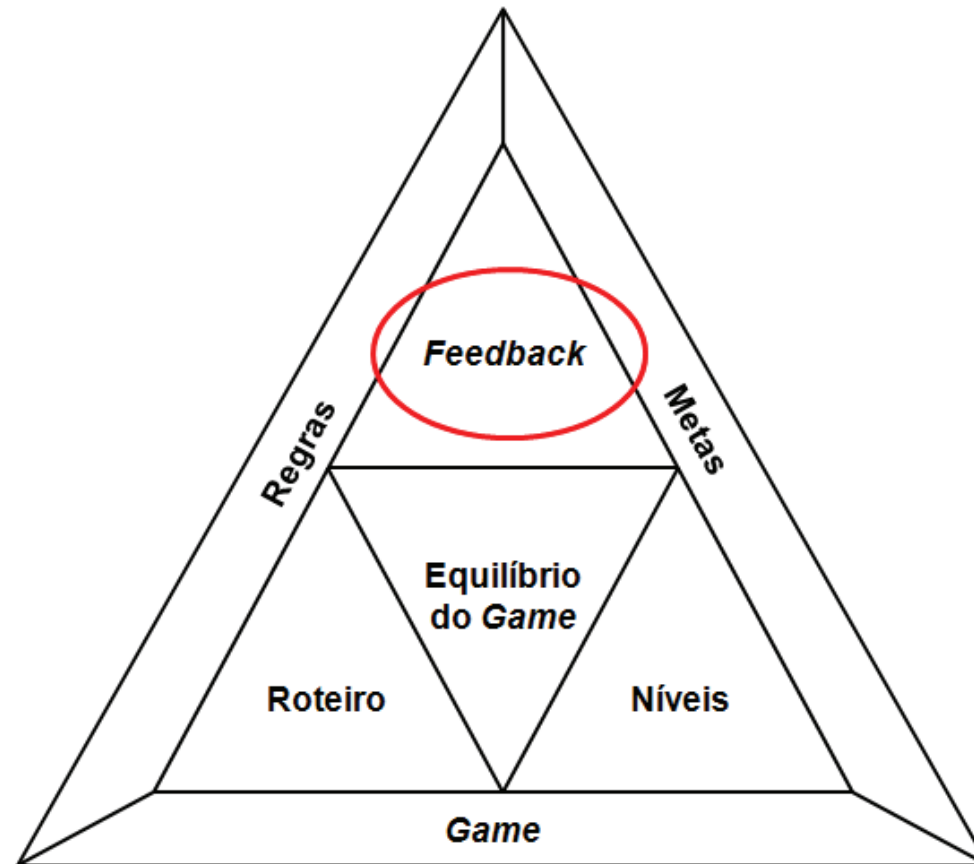 Feedback
Regras
Metas
Equilíbrio
do Game
Roteiro
Níveis
Game